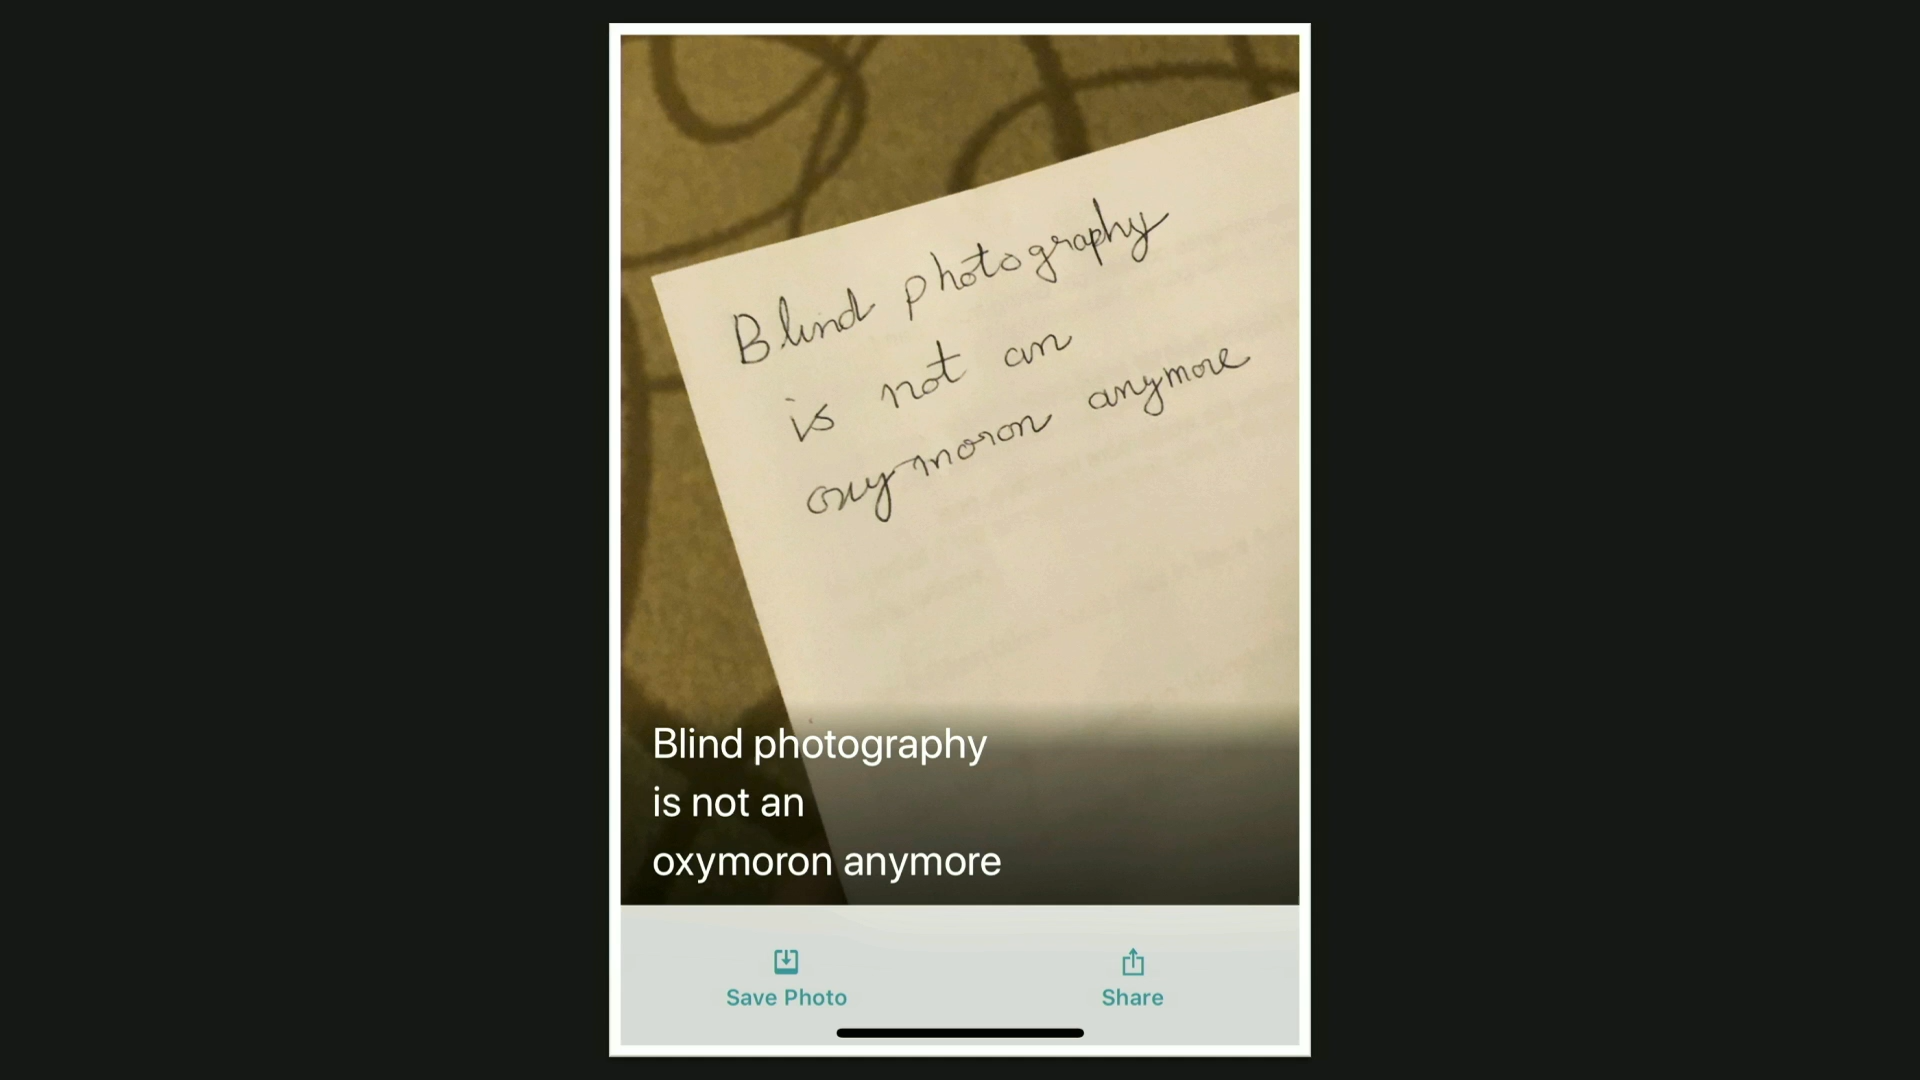 Blind photography
is not an
oxymoron anymore
Blind photography
is not an
oxymoron anymore
Save Photo
Share